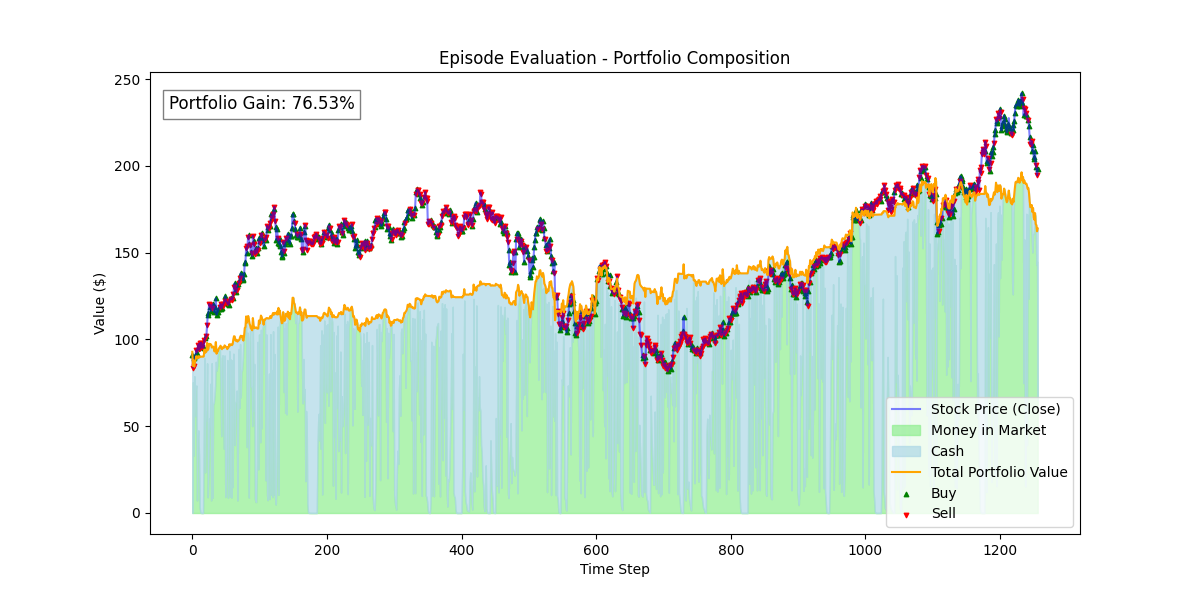 Episode Evaluation - Portfolio Composition
Portfolio Gain: 76.53%
Value ($)
250
200
150
100
50
0
0 200 400 600 800 1000 1200
Time Step
Stock Price (Close)
Money in Market
Cash
Total Portfolio Value
Buy
Sell